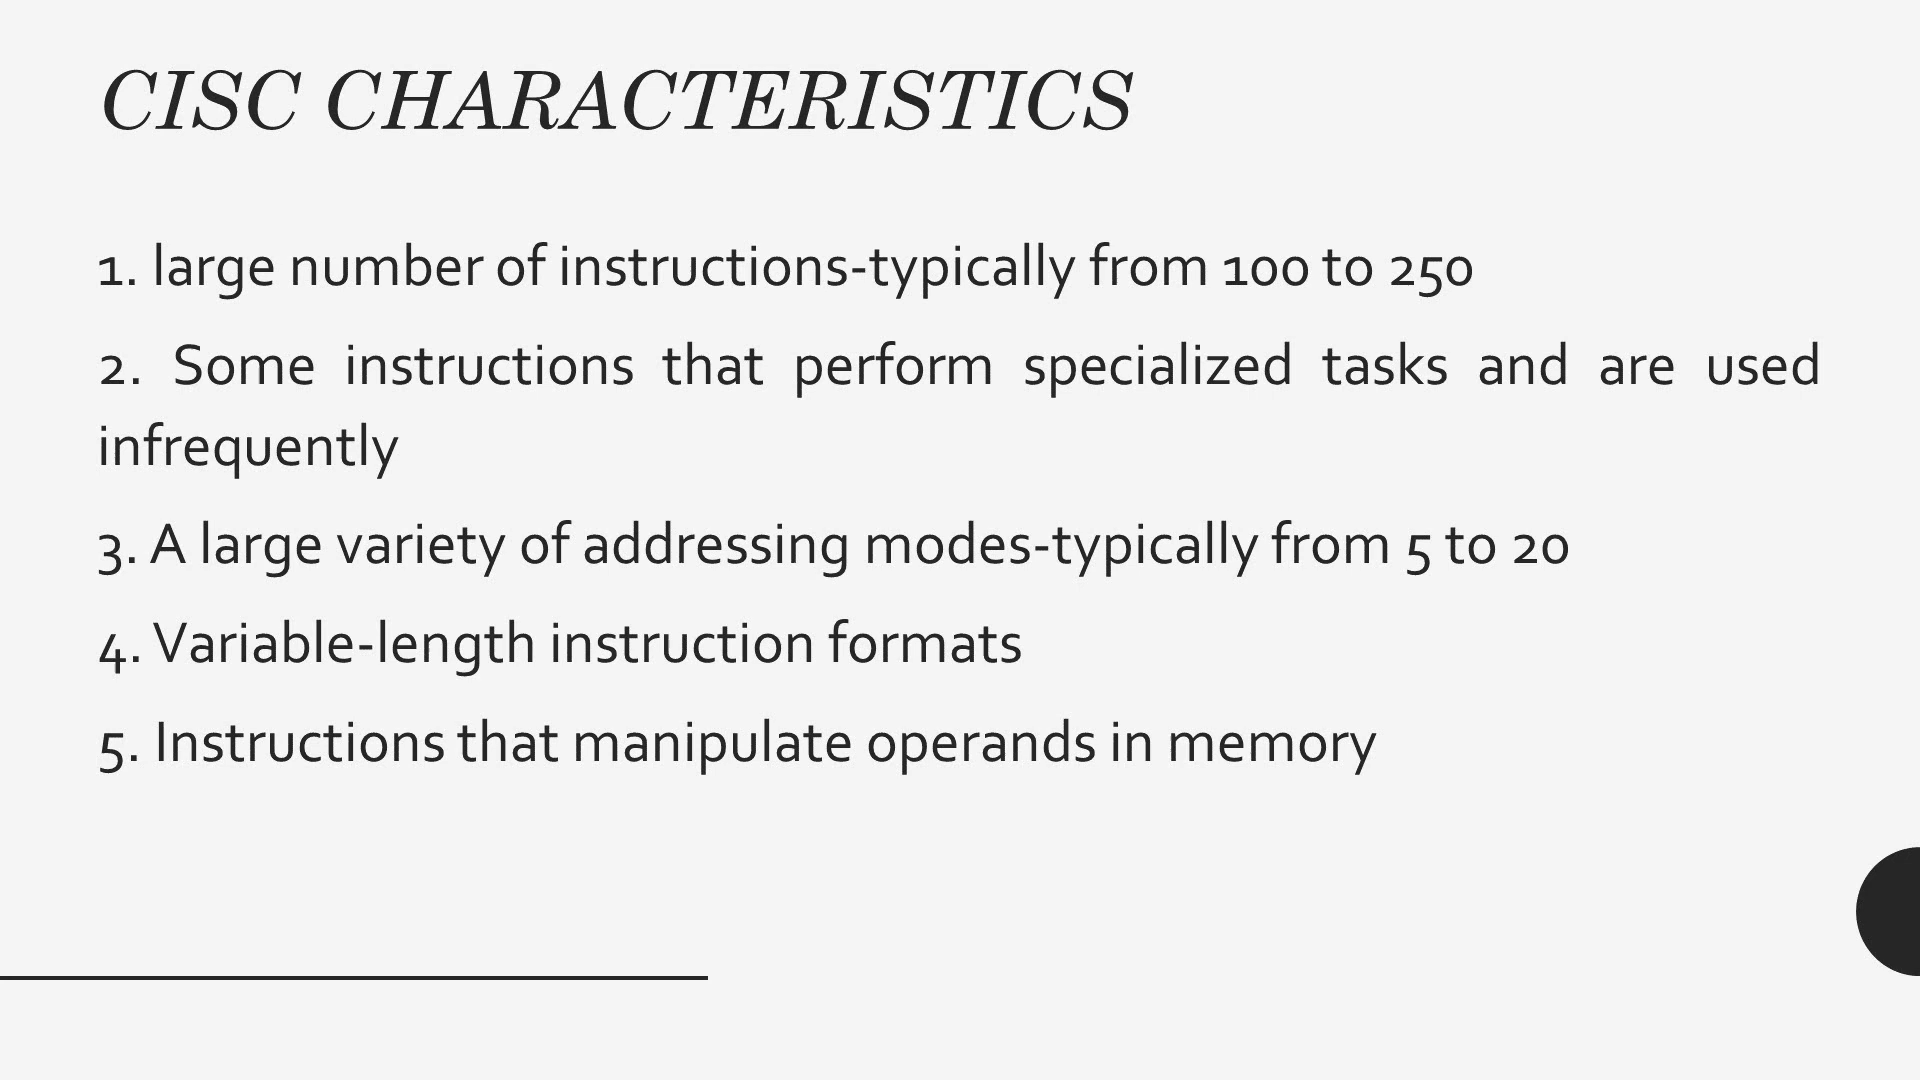 CISC CHARACTERISTICS
1. large number of instructions-typically from 100 to 250
2. Some instructions that perform specialized tasks and are used
infrequently
3. A large variety of addressing modes-typically from 5 to 20
4. Variable-length instruction formats
5. Instructions that manipulate operands in memory